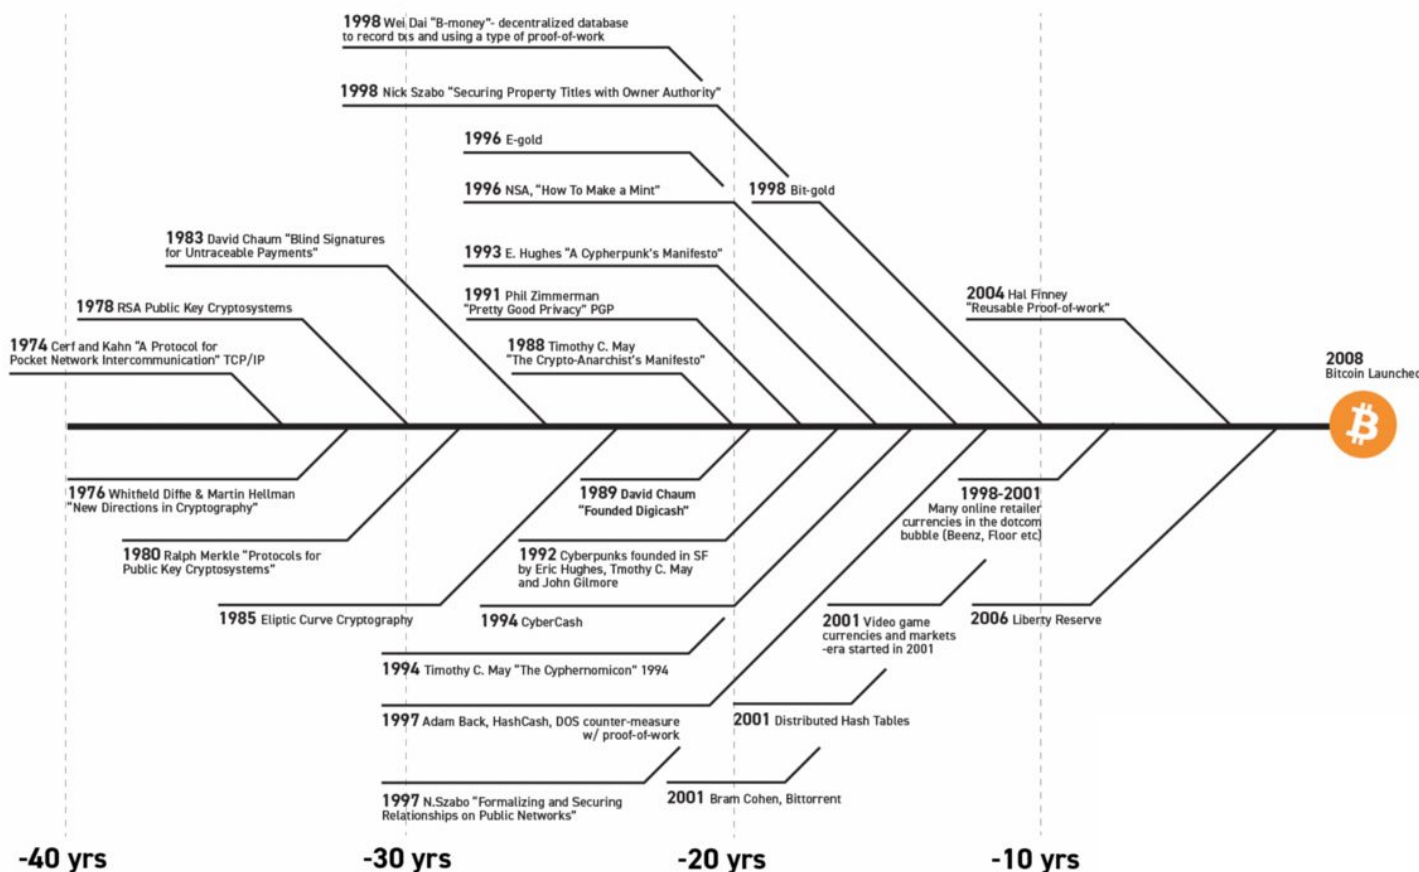 1998 Wei Dai "B-money"- decentralized database
to record txs and using a type of proof-of-work
1998 Nick Szabo "Securing Property Titles with Owner Authority"
1996 E-gold
1996 NSA, "How To Make a Mint"
1998 Bit-gold
1983 David Chaum "Blind Signatures
for Untraceable Payments"
1993 E. Hughes "A Cypherpunk's Manifesto"
1991 Phil Zimmerman
"Pretty Good Privacy" PGP
2004 Hal Finney
"Reusable Proof-of-work"
1978 RSA Public Key Cryptosystems
1974 Cerf and Kahn "A Protocol for
Pocket Network Intercommunication" TCP/IP
1988 Timothy C. May
"The Crypto-Anarchist's Manifesto"
2008
Bitcoin Launched
1976 Whitfield Diffie & Martin Hellman
"New Directions in Cryptography"
1989 David Chaum
"Founded Digicash"
1998-2001
Many online retailer
currencies in the dotcom
bubble (Beenz, Floor etc)
1980 Ralph Merkle "Protocols for
Public Key Cryptosystems"
1992 Cyberpunks founded in SF
by Eric Hughes, Tmothy C. May
and John Gilmore
1985 Eliptic Curve Cryptography
1994 CyberCash
2001 Video game
currencies and markets
-era started in 2001
2006 Liberty Reserve
1994 Timothy C. May "The Cyphernomicon" 1994
1997 Adam Back, HashCash, DOS counter-measure
w/ proof-of-work
2001 Distributed Hash Tables
1997 N.Szabo "Formalizing and Securing
Relationships on Public Networks"
2001 Bram Cohen, Bittorrent
-40 yrs
-30 yrs
-20 yrs
-10 yrs